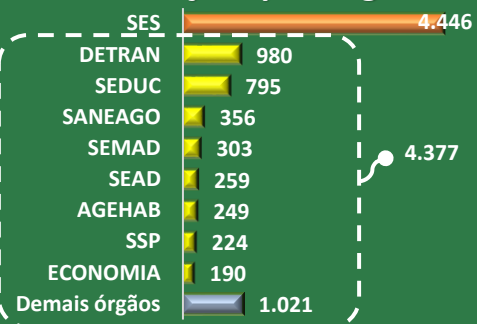 SES 4.446
DETRAN 980
SEDUC 795
SANEAGO 356
SEMAD 303
4.377
SEAD 259
AGEHAB 249
SSP 224
ECONOMIA 190
Demais órgãos 1.021